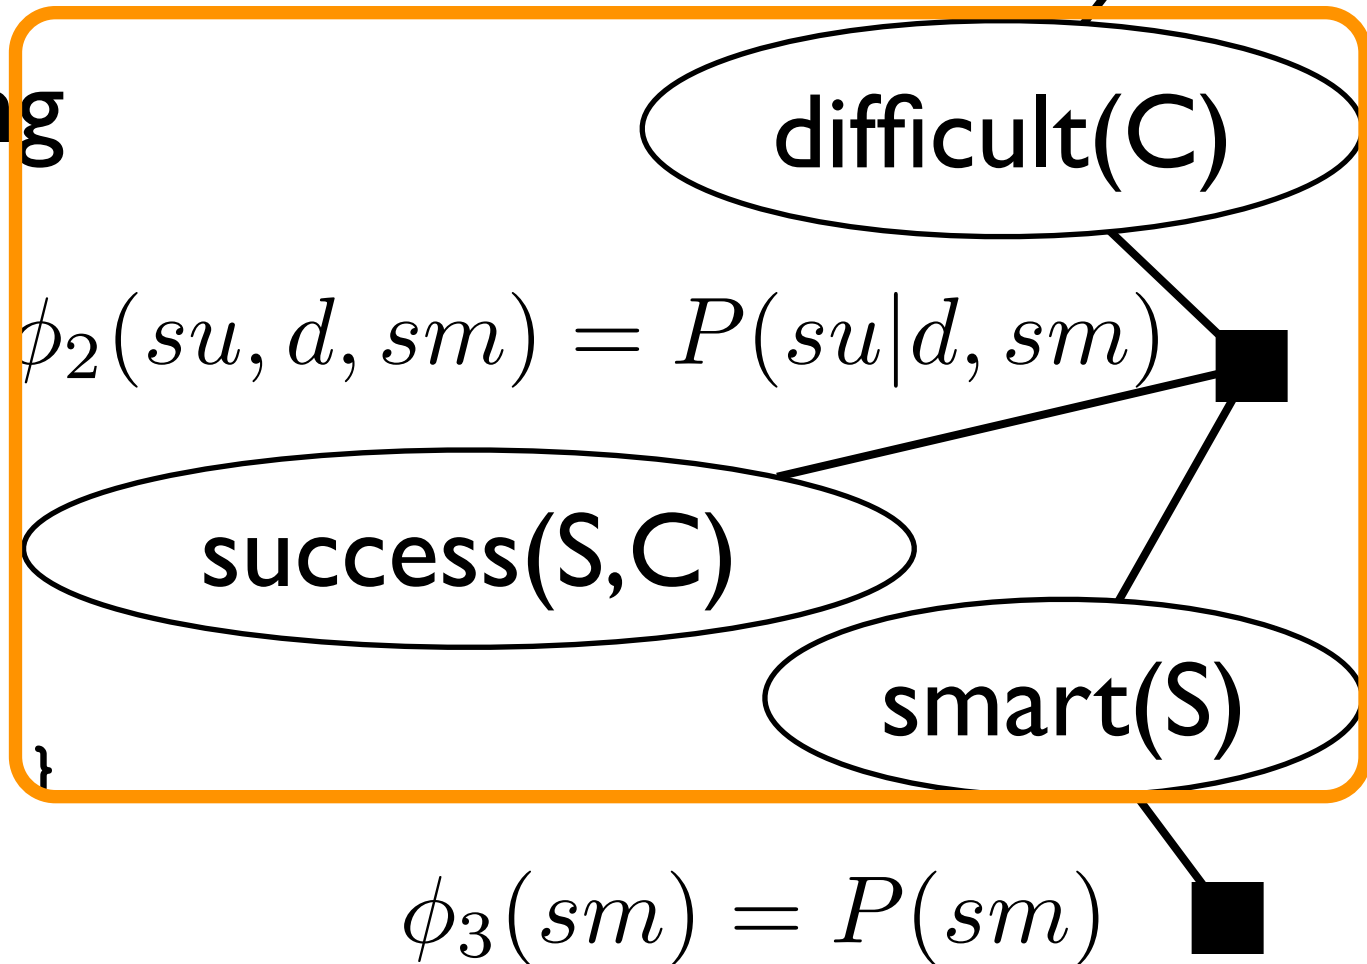 difficult(C)
ϕ₂(su, d, sm) = P(su|d, sm)
success(S,C)
smart(S)
}
ϕ₃(sm) = P(sm)